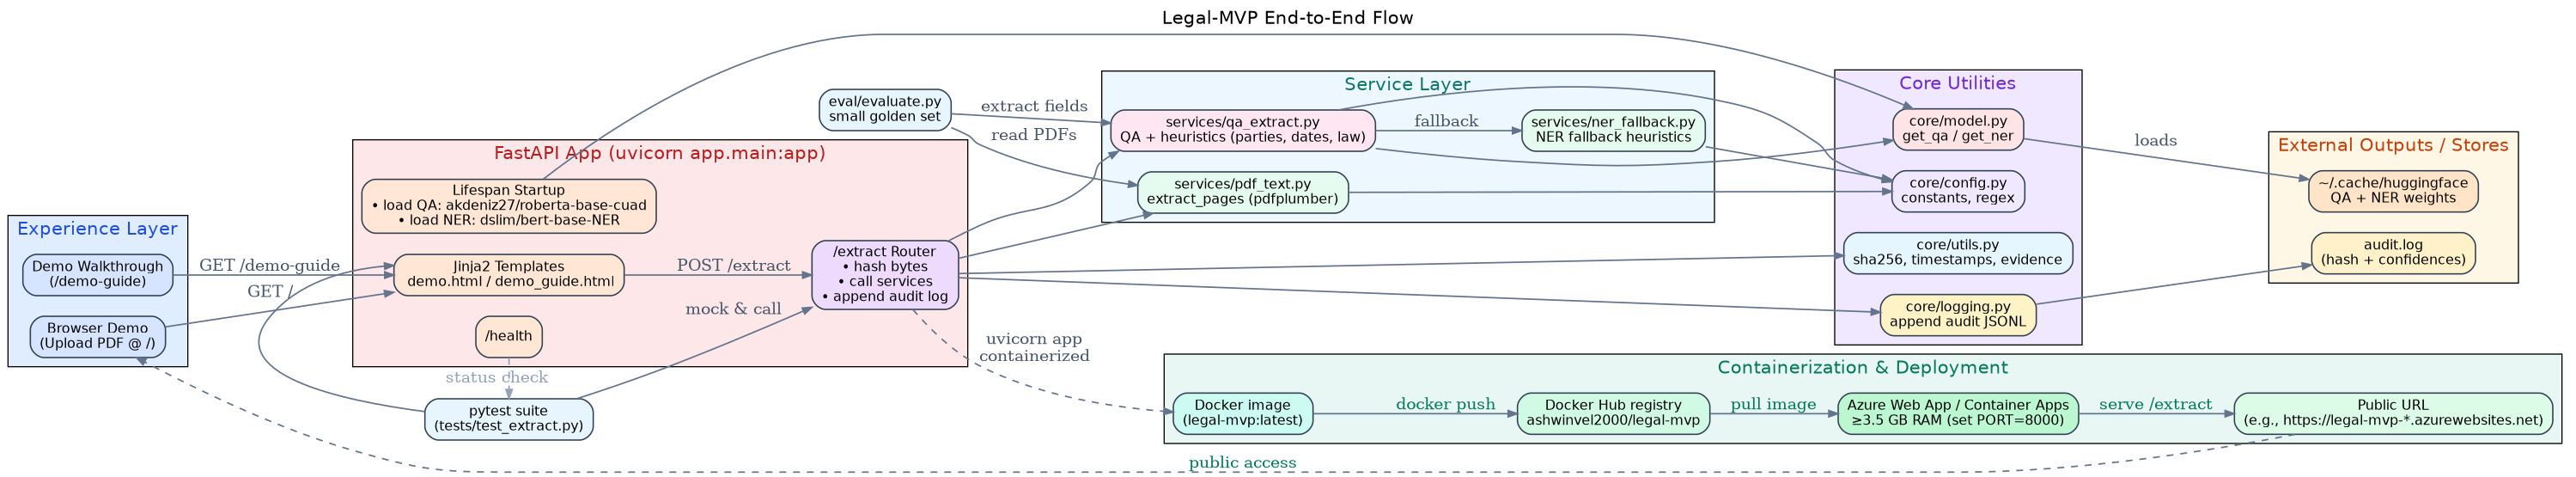 Legal-MVP End-to-End Flow
Experience Layer
Demo Walkthrough
(/demo-guide)
Browser Demo
(Upload PDF @ /)
GET /demo-guide
GET /
FastAPI App (uvicorn app.main:app)
Lifespan Startup
• load QA: akdeniz27/roberta-base-cuad
• load NER: dslim/bert-base-NER
Jinja2 Templates
demo.html / demo_guide.html
/health
status check
pytest suite
(tests/test_extract.py)
POST /extract
mock & call
/extract Router
• hash bytes
• call services
• append audit log
eval/evaluate.py
small golden set
extract fields
read PDFs
uvicorn app
containerized
Service Layer
services/qa_extract.py
QA + heuristics (parties, dates, law)
fallback
services/ner_fallback.py
NER fallback heuristics
services/pdf_text.py
extract_pages (pdfplumber)
Core Utilities
core/model.py
get_qa / get_ner
core/config.py
constants, regex
core/utils.py
sha256, timestamps, evidence
core/logging.py
append audit JSONL
loads
External Outputs / Stores
~/.cache/huggingface
QA + NER weights
audit.log
(hash + confidences)
Containerization & Deployment
Docker image
(legal-mvp:latest)
docker push
Docker Hub registry
ashwinvel2000/legal-mvp
pull image
Azure Web App / Container Apps
≥3.5 GB RAM (set PORT=8000)
serve /extract
Public URL
(e.g., https://legal-mvp-*.azurewebsites.net)
public access